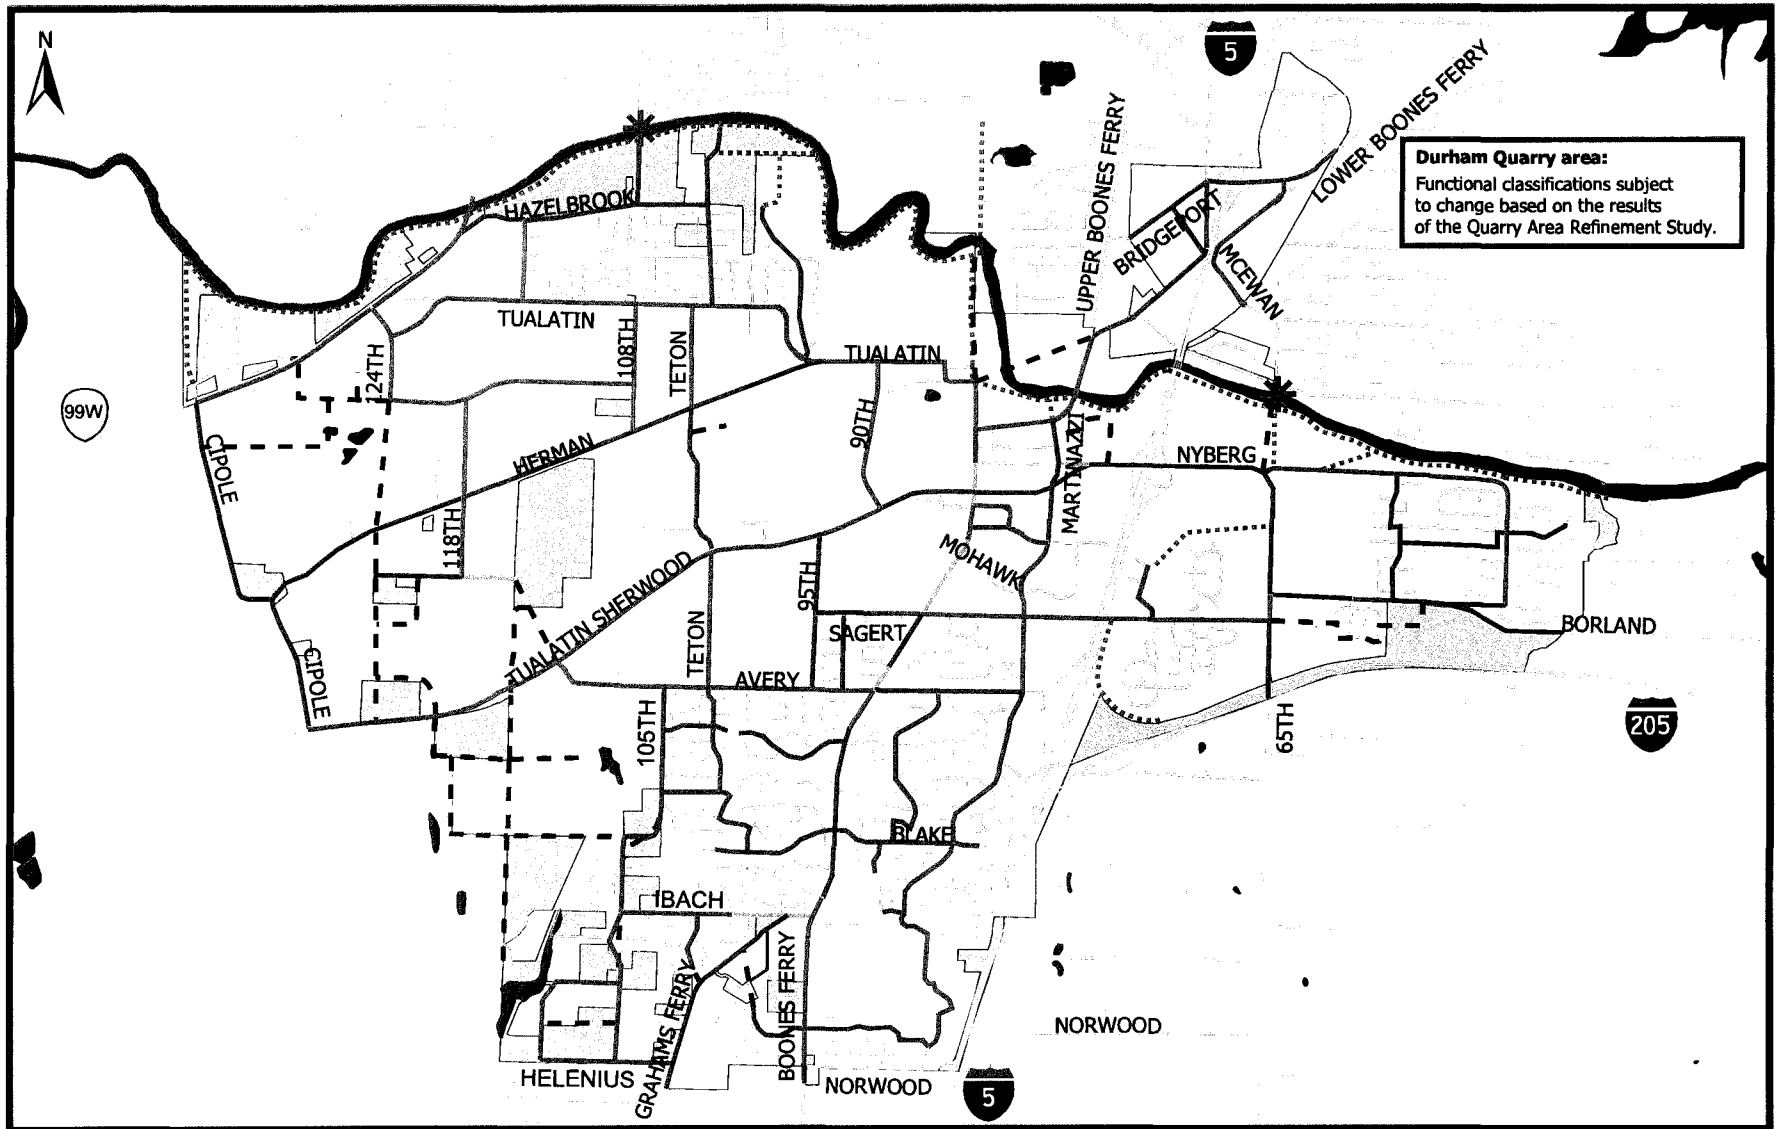 N
5
UPPER BOONES FERRY
LOWER BOONES FERRY
Durham Quarry area:
Functional classifications subject
to change based on the results
of the Quarry Area Refinement Study.
HAZELBROOK
BRIDGEPORT
MCEWAN
TUALATIN
108TH
TETON
TUALATIN
124TH
99W
CIPOLE
HERMAN
90TH
MARTINAZZI
NYBERG
118TH
TUALATIN SHERWOOD
95TH
MOHAWK
SAGERT
BORLAND
CIPOLE
TETON
AVERY
105TH
65TH
205
BLAKE
IBACH
GRAHAMS FERRY
BOONES FERRY
NORWOOD
HELENIUS
NORWOOD
5